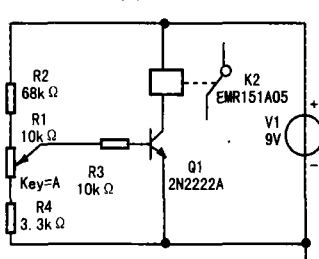 R2
68kΩ
R1
10kΩ
Key=A
R4
3.3kΩ
R3
10kΩ
Q1
2N2222A
K2
EMR151A05
V1
9V
+
−